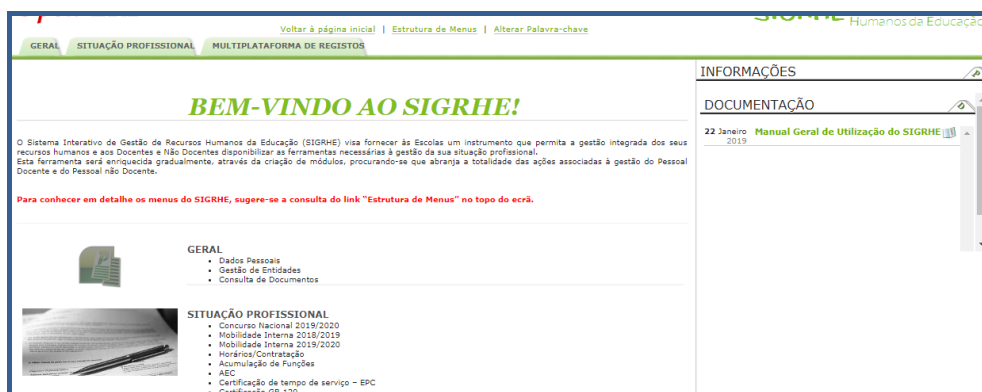 Voltar à página inicial | Estrutura de Menus | Alterar Palavra-chave
SIGRHE Humanos da Educação
GERAL SITUAÇÃO PROFISSIONAL MULTIPLATAFORMA DE REGISTOS
BEM-VINDO AO SIGRHE!
O Sistema Interativo de Gestão de Recursos Humanos da Educação (SIGRHE) visa fornecer às Escolas um instrumento que permita a gestão integrada dos seus
recursos humanos e aos Docentes e Não Docentes disponibilizar as ferramentas necessárias à gestão da sua situação profissional.
Esta ferramenta será enriquecida gradualmente, através da criação de módulos, procurando-se que abranja a totalidade das ações associadas à gestão do Pessoal
Docente e do Pessoal não Docente.
Para conhecer em detalhe os menus do SIGRHE, sugere-se a consulta do link "Estrutura de Menus" no topo do ecrã.
GERAL
• Dados Pessoais
• Gestão de Entidades
• Consulta de Documentos
SITUAÇÃO PROFISSIONAL
• Concurso Nacional 2019/2020
• Mobilidade Interna 2018/2019
• Mobilidade Interna 2019/2020
• Horários/Contratação
• Acumulação de Funções
• AEC
• Certificação de tempo de serviço – EPC
• Certificação GR 120
INFORMAÇÕES
DOCUMENTAÇÃO
22 Janeiro Manual Geral de Utilização do SIGRHE
2019